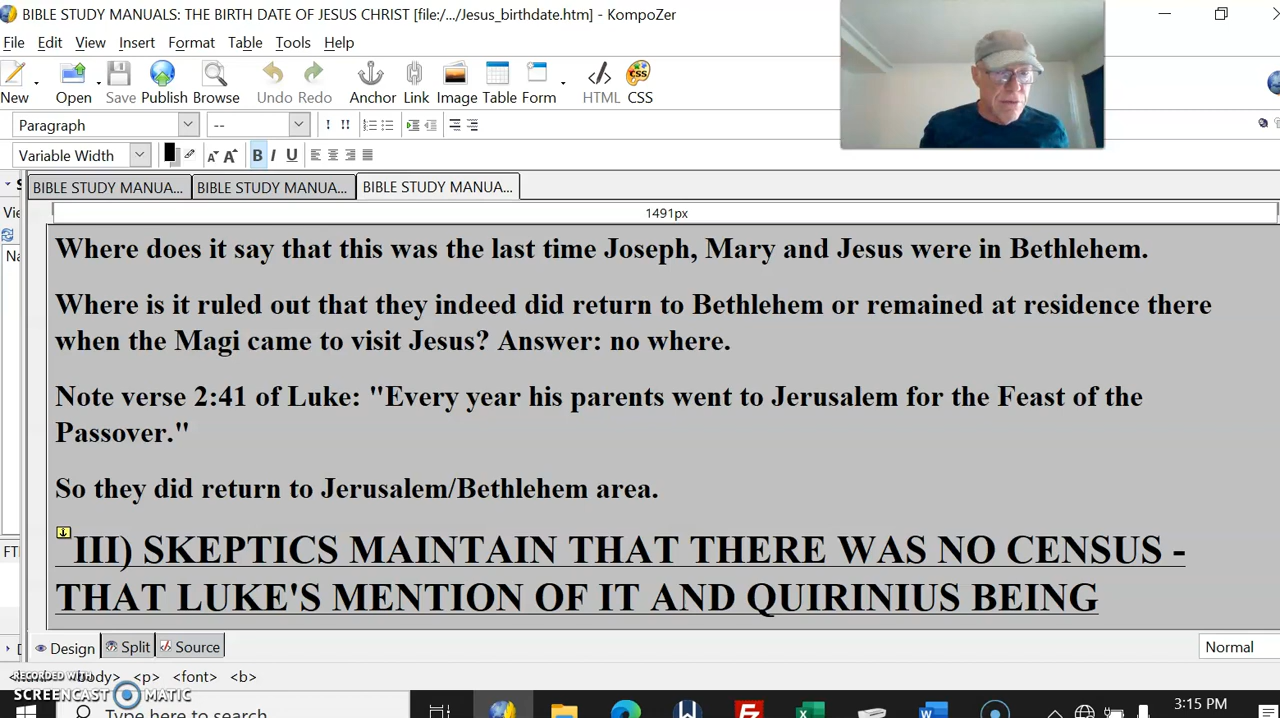 BIBLE STUDY MANUALS: THE BIRTH DATE OF JESUS CHRIST [file:/.../Jesus_birthdate.htm] - KompoZer
File Edit View Insert Format Table Tools Help
New Open Save Publish Browse Undo Redo Anchor Link Image Table Form HTML CSS
Paragraph --
Variable Width B I U
BIBLE STUDY MANUA... BIBLE STUDY MANUA... BIBLE STUDY MANUA...
1491px
Where does it say that this was the last time Joseph, Mary and Jesus were in Bethlehem.
Where is it ruled out that they indeed did return to Bethlehem or remained at residence there
when the Magi came to visit Jesus? Answer: no where.
Note verse 2:41 of Luke: "Every year his parents went to Jerusalem for the Feast of the
Passover."
So they did return to Jerusalem/Bethlehem area.
III) SKEPTICS MAINTAIN THAT THERE WAS NO CENSUS -
THAT LUKE'S MENTION OF IT AND QUIRINIUS BEING
Design Split Source Normal
<body> <p> <font> <b>
RECORDED WITH
SCREENCAST MATIC
Type here to search
3:15 PM